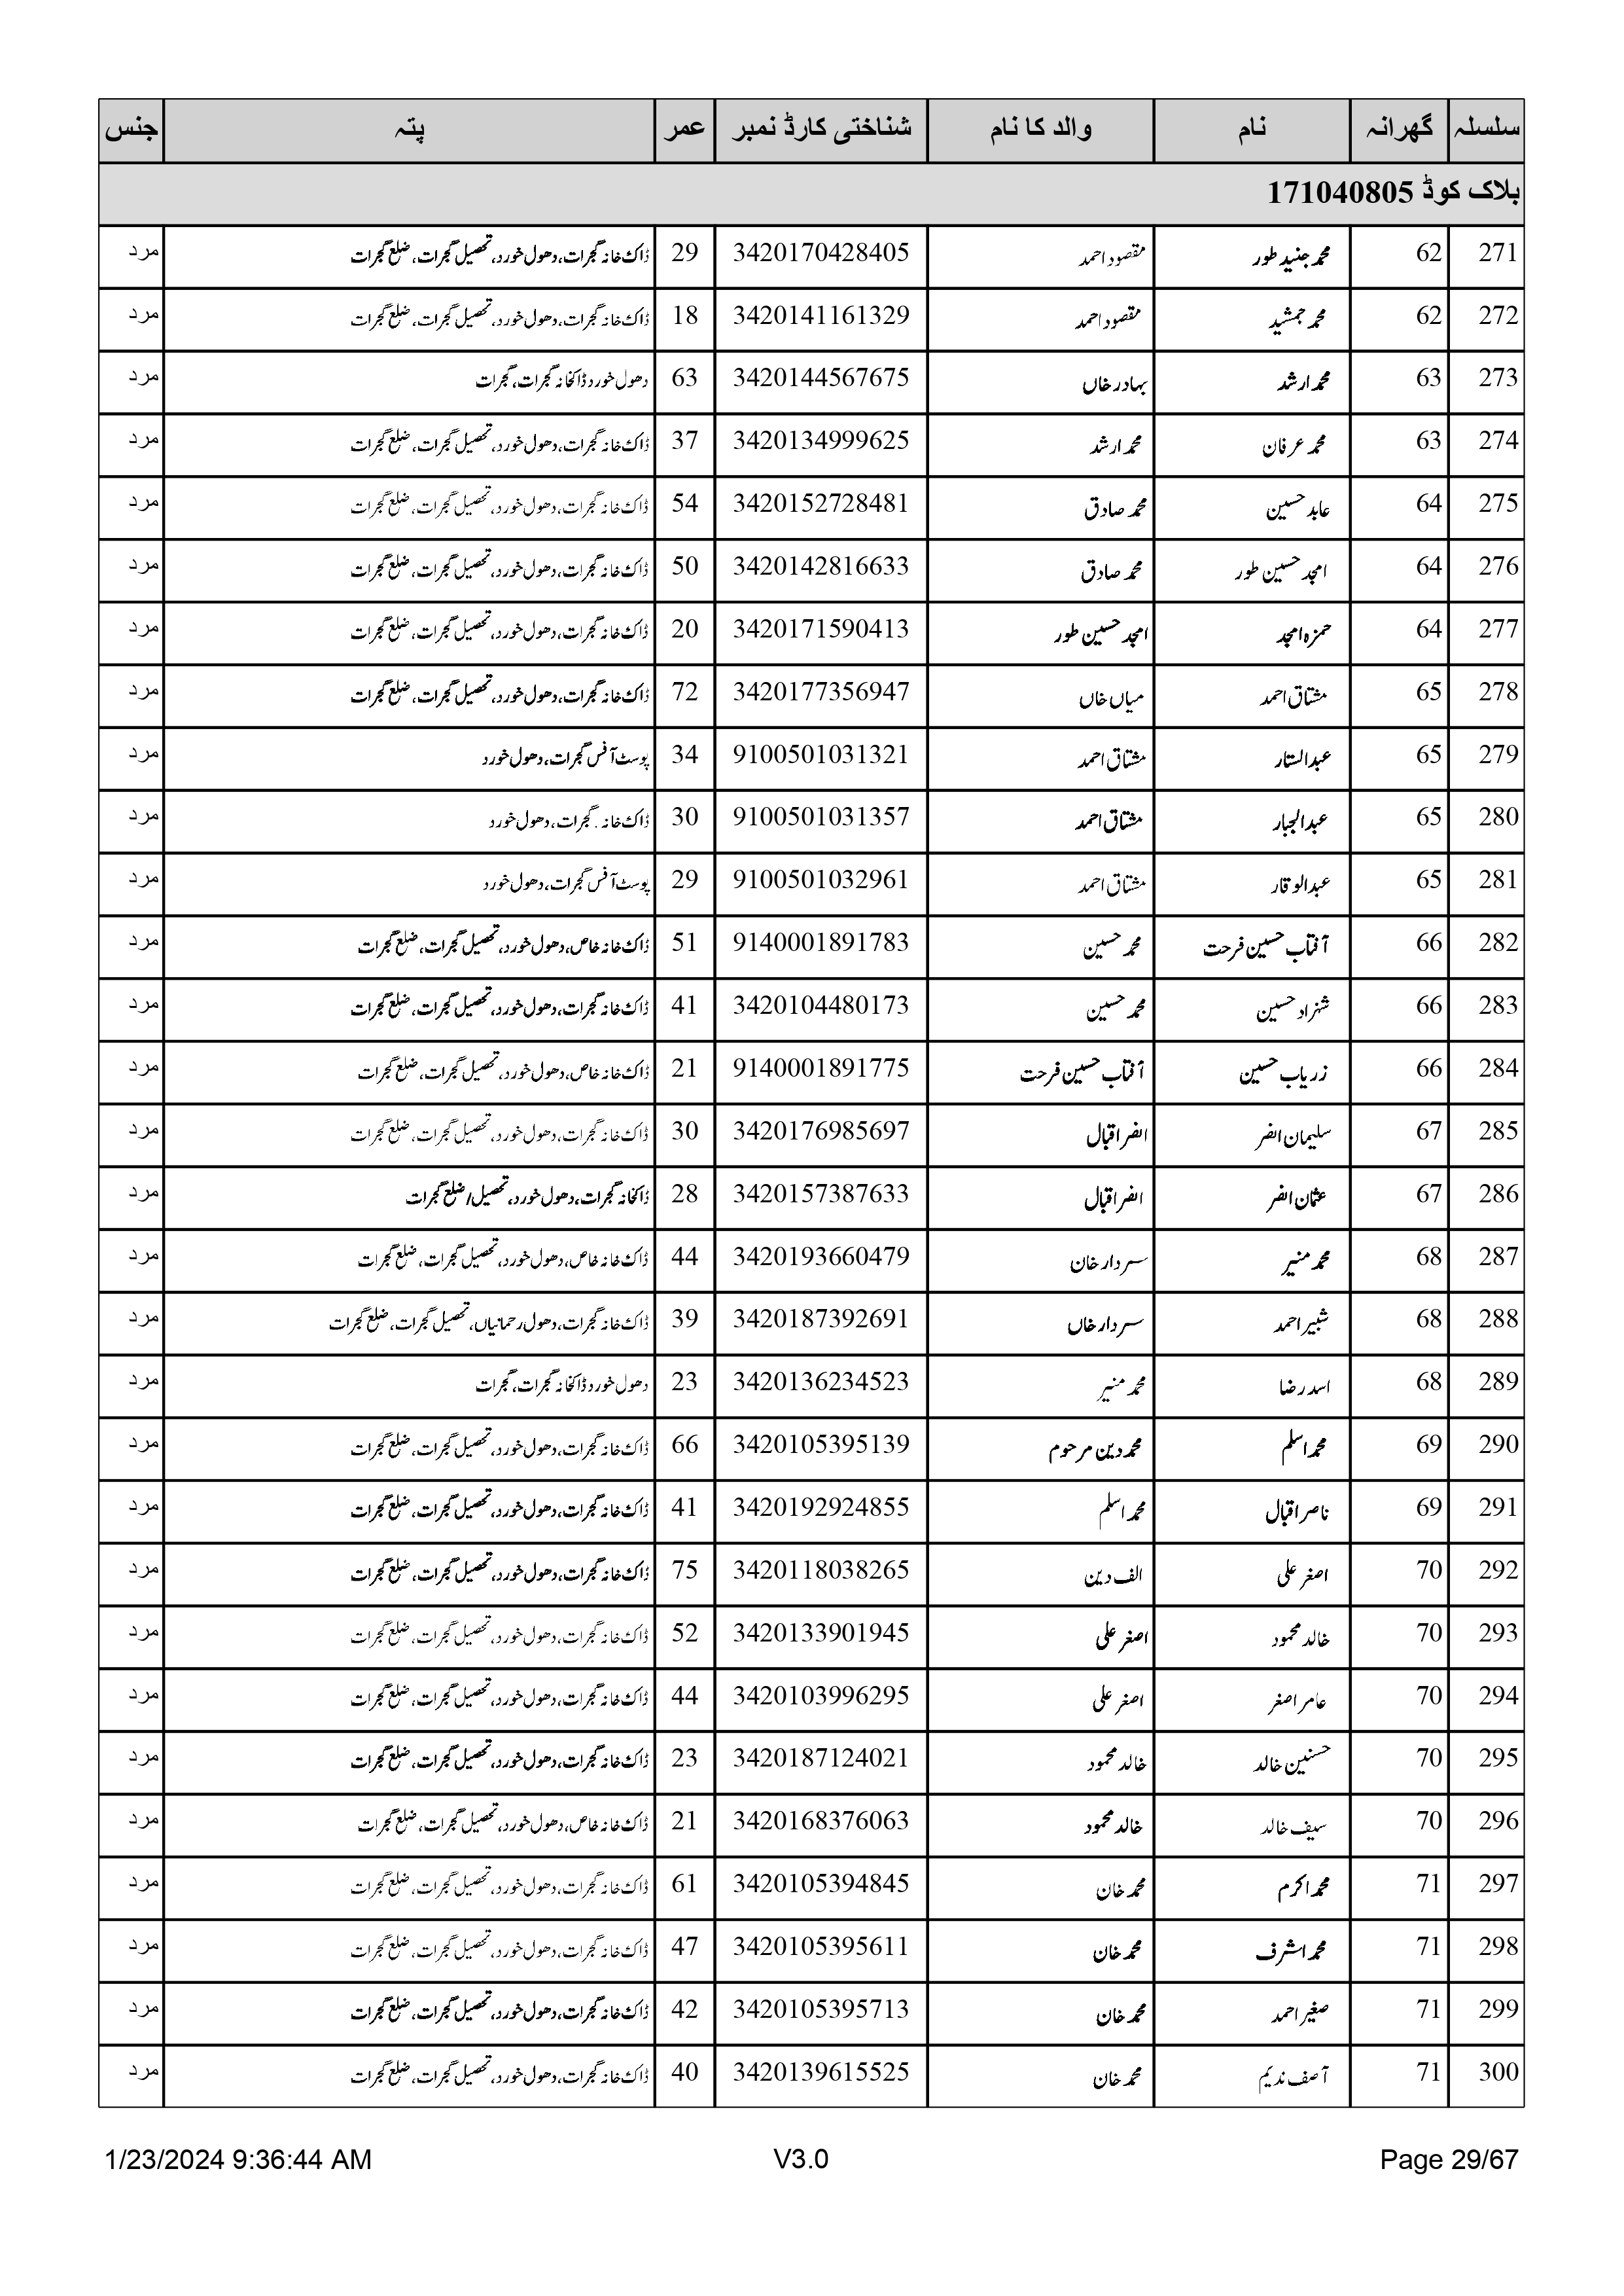 سلسلہ گھرانہ نام والد کا نام شناختی کارڈ نمبر عمر پتہ جنس
بلاک کوڈ 171040805
271 62 محمد جنید طور مقصود احمد 3420170428405 29 ڈاک خانہ گجرات، دھول خورد، تحصیل گجرات، ضلع گجرات مرد
272 62 محمد جمشید مقصود احمد 3420141161329 18 ڈاک خانہ گجرات، دھول خورد، تحصیل گجرات، ضلع گجرات مرد
273 63 محمد ارشد بہادر خاں 3420144567675 63 دھول خورد ڈاکخانہ گجرات، گجرات مرد
274 63 محمد عرفان محمد ارشد 3420134999625 37 ڈاک خانہ گجرات، دھول خورد، تحصیل گجرات، ضلع گجرات مرد
275 64 عابد حسین محمد صادق 3420152728481 54 ڈاک خانہ گجرات، دھول خورد، تحصیل گجرات، ضلع گجرات مرد
276 64 امجد حسین طور محمد صادق 3420142816633 50 ڈاک خانہ گجرات، دھول خورد، تحصیل گجرات، ضلع گجرات مرد
277 64 حمزہ امجد امجد حسین طور 3420171590413 20 ڈاک خانہ گجرات، دھول خورد، تحصیل گجرات، ضلع گجرات مرد
278 65 مشتاق احمد میاں خاں 3420177356947 72 ڈاک خانہ گجرات، دھول خورد، تحصیل گجرات، ضلع گجرات مرد
279 65 عبدالستار مشتاق احمد 9100501031321 34 پوسٹ آفس گجرات، دھول خورد مرد
280 65 عبدالجبار مشتاق احمد 9100501031357 30 ڈاک خانہ . گجرات، دھول خورد مرد
281 65 عبدالوقار مشتاق احمد 9100501032961 29 پوسٹ آفس گجرات، دھول خورد مرد
282 66 آفتاب حسین فرحت محمد حسین 9140001891783 51 ڈاک خانہ خاص، دھول خورد، تحصیل گجرات، ضلع گجرات مرد
283 66 شہزاد حسین محمد حسین 3420104480173 41 ڈاک خانہ گجرات، دھول خورد، تحصیل گجرات، ضلع گجرات مرد
284 66 زریاب حسین آفتاب حسین فرحت 9140001891775 21 ڈاک خانہ خاص، دھول خورد، تحصیل گجرات، ضلع گجرات مرد
285 67 سلیمان انصر انصر اقبال 3420176985697 30 ڈاک خانہ گجرات، دھول خورد، تحصیل گجرات، ضلع گجرات مرد
286 67 عثمان انصر انصر اقبال 3420157387633 28 ڈاکخانہ گجرات، دھول خورد، تحصیل/ضلع گجرات مرد
287 68 محمد منیر سردار خان 3420193660479 44 ڈاک خانہ خاص، دھول خورد، تحصیل گجرات، ضلع گجرات مرد
288 68 شبیر احمد سردار خاں 3420187392691 39 ڈاک خانہ گجرات، دھول رحمانیاں، تحصیل گجرات، ضلع گجرات مرد
289 68 اسد رضا محمد منیر 3420136234523 23 دھول خورد ڈاکخانہ گجرات، گجرات مرد
290 69 محمد اسلم محمد دین مرحوم 3420105395139 66 ڈاک خانہ گجرات، دھول خورد، تحصیل گجرات، ضلع گجرات مرد
291 69 ناصر اقبال محمد اسلم 3420192924855 41 ڈاک خانہ گجرات، دھول خورد، تحصیل گجرات، ضلع گجرات مرد
292 70 اصغر علی الف دین 3420118038265 75 ڈاک خانہ گجرات، دھول خورد، تحصیل گجرات، ضلع گجرات مرد
293 70 خالد محمود اصغر علی 3420133901945 52 ڈاک خانہ گجرات، دھول خورد، تحصیل گجرات، ضلع گجرات مرد
294 70 عامر اصغر اصغر علی 3420103996295 44 ڈاک خانہ گجرات، دھول خورد، تحصیل گجرات، ضلع گجرات مرد
295 70 حسنین خالد خالد محمود 3420187124021 23 ڈاک خانہ گجرات، دھول خورد، تحصیل گجرات، ضلع گجرات مرد
296 70 سیف خالد خالد محمود 3420168376063 21 ڈاک خانہ خاص، دھول خورد، تحصیل گجرات، ضلع گجرات مرد
297 71 محمد اکرم محمد خان 3420105394845 61 ڈاک خانہ گجرات، دھول خورد، تحصیل گجرات، ضلع گجرات مرد
298 71 محمد اشرف محمد خان 3420105395611 47 ڈاک خانہ گجرات، دھول خورد، تحصیل گجرات، ضلع گجرات مرد
299 71 صغیر احمد محمد خان 3420105395713 42 ڈاک خانہ گجرات، دھول خورد، تحصیل گجرات، ضلع گجرات مرد
300 71 آصف ندیم محمد خان 3420139615525 40 ڈاک خانہ گجرات، دھول خورد، تحصیل گجرات، ضلع گجرات مرد
1/23/2024 9:36:44 AM V3.0 Page 29/67